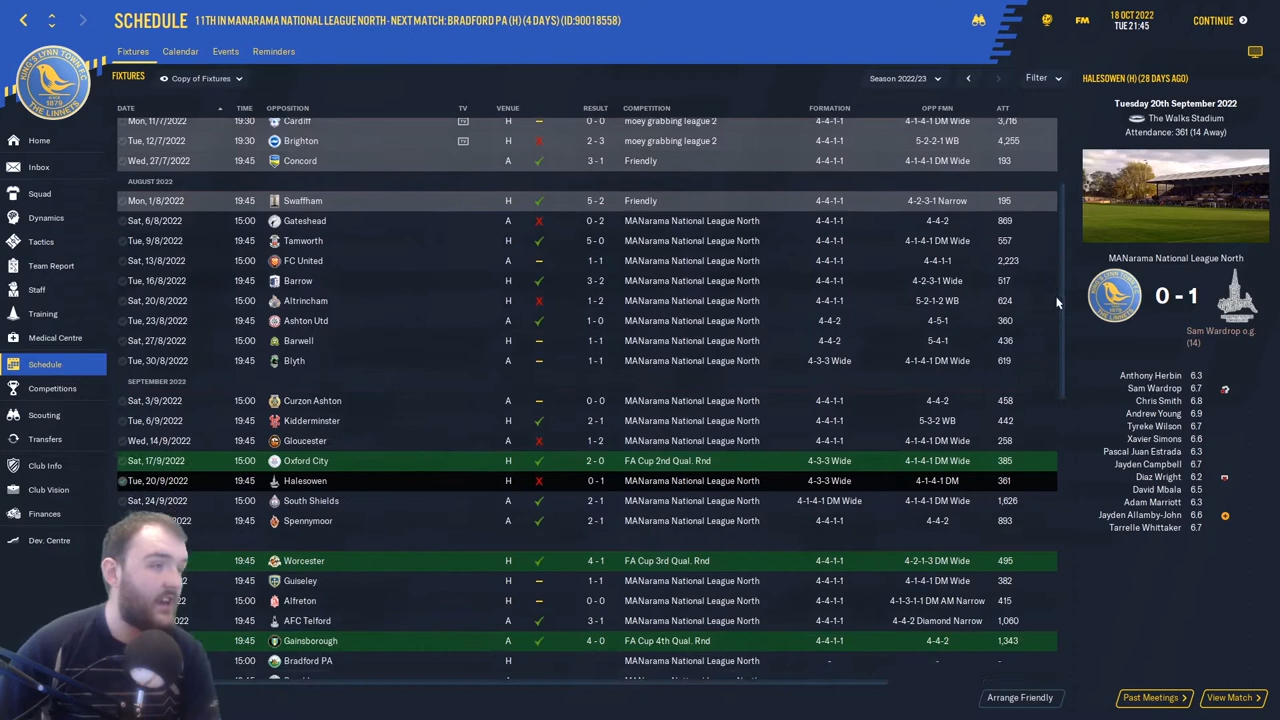 SCHEDULE
11TH IN MANARAMA NATIONAL LEAGUE NORTH - NEXT MATCH: BRADFORD PA (H) (4 DAYS) (ID:90018558)
FM
18 OCT 2022
TUE 21:45
CONTINUE
Fixtures Calendar Events Reminders
KING'S LYNN TOWN F.C.
1879
THE LINNETS
FIXTURES
Copy of Fixtures
Season 2022/23
Filter
DATE TIME OPPOSITION TV VENUE RESULT COMPETITION FORMATION OPP FMN ATT
Mon, 11/7/2022 19:30 Cardiff TV H 0 - 0 moey grabbing league 2 4-4-1-1 4-1-4-1 DM Wide 3,716
Tue, 12/7/2022 19:30 Brighton TV H 2 - 3 moey grabbing league 2 4-4-1-1 5-2-2-1 WB 4,255
Wed, 27/7/2022 19:45 Concord A 3 - 1 Friendly 4-4-1-1 4-1-4-1 DM Wide 193
AUGUST 2022
Mon, 1/8/2022 19:45 Swaffham H 5 - 2 Friendly 4-4-1-1 4-2-3-1 Narrow 195
Sat, 6/8/2022 15:00 Gateshead A 0 - 2 MANarama National League North 4-4-1-1 4-4-2 869
Tue, 9/8/2022 19:45 Tamworth H 5 - 0 MANarama National League North 4-4-1-1 4-1-4-1 DM Wide 557
Sat, 13/8/2022 15:00 FC United A 1 - 1 MANarama National League North 4-4-1-1 4-4-1-1 2,223
Tue, 16/8/2022 19:45 Barrow H 3 - 2 MANarama National League North 4-4-1-1 4-2-3-1 Wide 517
Sat, 20/8/2022 15:00 Altrincham H 1 - 2 MANarama National League North 4-4-1-1 5-2-1-2 WB 624
Tue, 23/8/2022 19:45 Ashton Utd A 1 - 0 MANarama National League North 4-4-2 4-5-1 360
Sat, 27/8/2022 15:00 Barwell H 1 - 1 MANarama National League North 4-4-2 5-4-1 436
Tue, 30/8/2022 19:45 Blyth A 1 - 1 MANarama National League North 4-3-3 Wide 4-1-4-1 DM Wide 619
SEPTEMBER 2022
Sat, 3/9/2022 15:00 Curzon Ashton A 0 - 0 MANarama National League North 4-4-1-1 4-4-2 458
Tue, 6/9/2022 19:45 Kidderminster H 2 - 1 MANarama National League North 4-4-1-1 5-3-2 WB 442
Wed, 14/9/2022 19:45 Gloucester A 1 - 2 MANarama National League North 4-4-1-1 4-1-4-1 DM Wide 258
Sat, 17/9/2022 15:00 Oxford City H 2 - 0 FA Cup 2nd Qual. Rnd 4-3-3 Wide 4-1-4-1 DM Wide 385
Tue, 20/9/2022 19:45 Halesowen H 0 - 1 MANarama National League North 4-3-3 Wide 4-1-4-1 DM 361
Sat, 24/9/2022 15:00 South Shields A 2 - 1 MANarama National League North 4-1-4-1 DM Wide 4-1-4-1 DM Wide 1,626
19:45 Spennymoor A 2 - 1 MANarama National League North 4-4-1-1 4-4-2 893
19:45 Worcester H 4 - 1 FA Cup 3rd Qual. Rnd 4-4-1-1 4-2-1-3 DM Wide 495
19:45 Guiseley H 1 - 1 MANarama National League North 4-4-1-1 4-1-4-1 DM Wide 382
15:00 Alfreton H 0 - 0 MANarama National League North 4-4-1-1 4-1-3-1-1 DM AM Narrow 415
19:45 AFC Telford A 3 - 1 MANarama National League North 4-4-1-1 4-4-2 Diamond Narrow 1,060
19:45 Gainsborough A 4 - 0 FA Cup 4th Qual. Rnd 4-4-1-1 4-4-2 1,343
15:00 Bradford PA H MANarama National League North - - -
Home
Inbox
Squad
Dynamics
Tactics
Team Report
Staff
Training
Medical Centre
Schedule
Competitions
Scouting
Transfers
Club Info
Club Vision
Finances
Dev. Centre
HALESOWEN (H) (28 DAYS AGO)
Tuesday 20th September 2022
The Walks Stadium
Attendance: 361 (14 Away)
MANarama National League North
0 - 1
Sam Wardrop o.g.
(14)
Anthony Herbin 6.3
Sam Wardrop 6.7
Chris Smith 6.8
Andrew Young 6.9
Tyreke Wilson 6.7
Xavier Simons 6.6
Pascal Juan Estrada 6.3
Jayden Campbell 6.7
Diaz Wright 6.2
David Mbala 6.5
Adam Marriott 6.3
Jayden Allamby-John 6.6
Tarrelle Whittaker 6.7
Arrange Friendly
Past Meetings
View Match